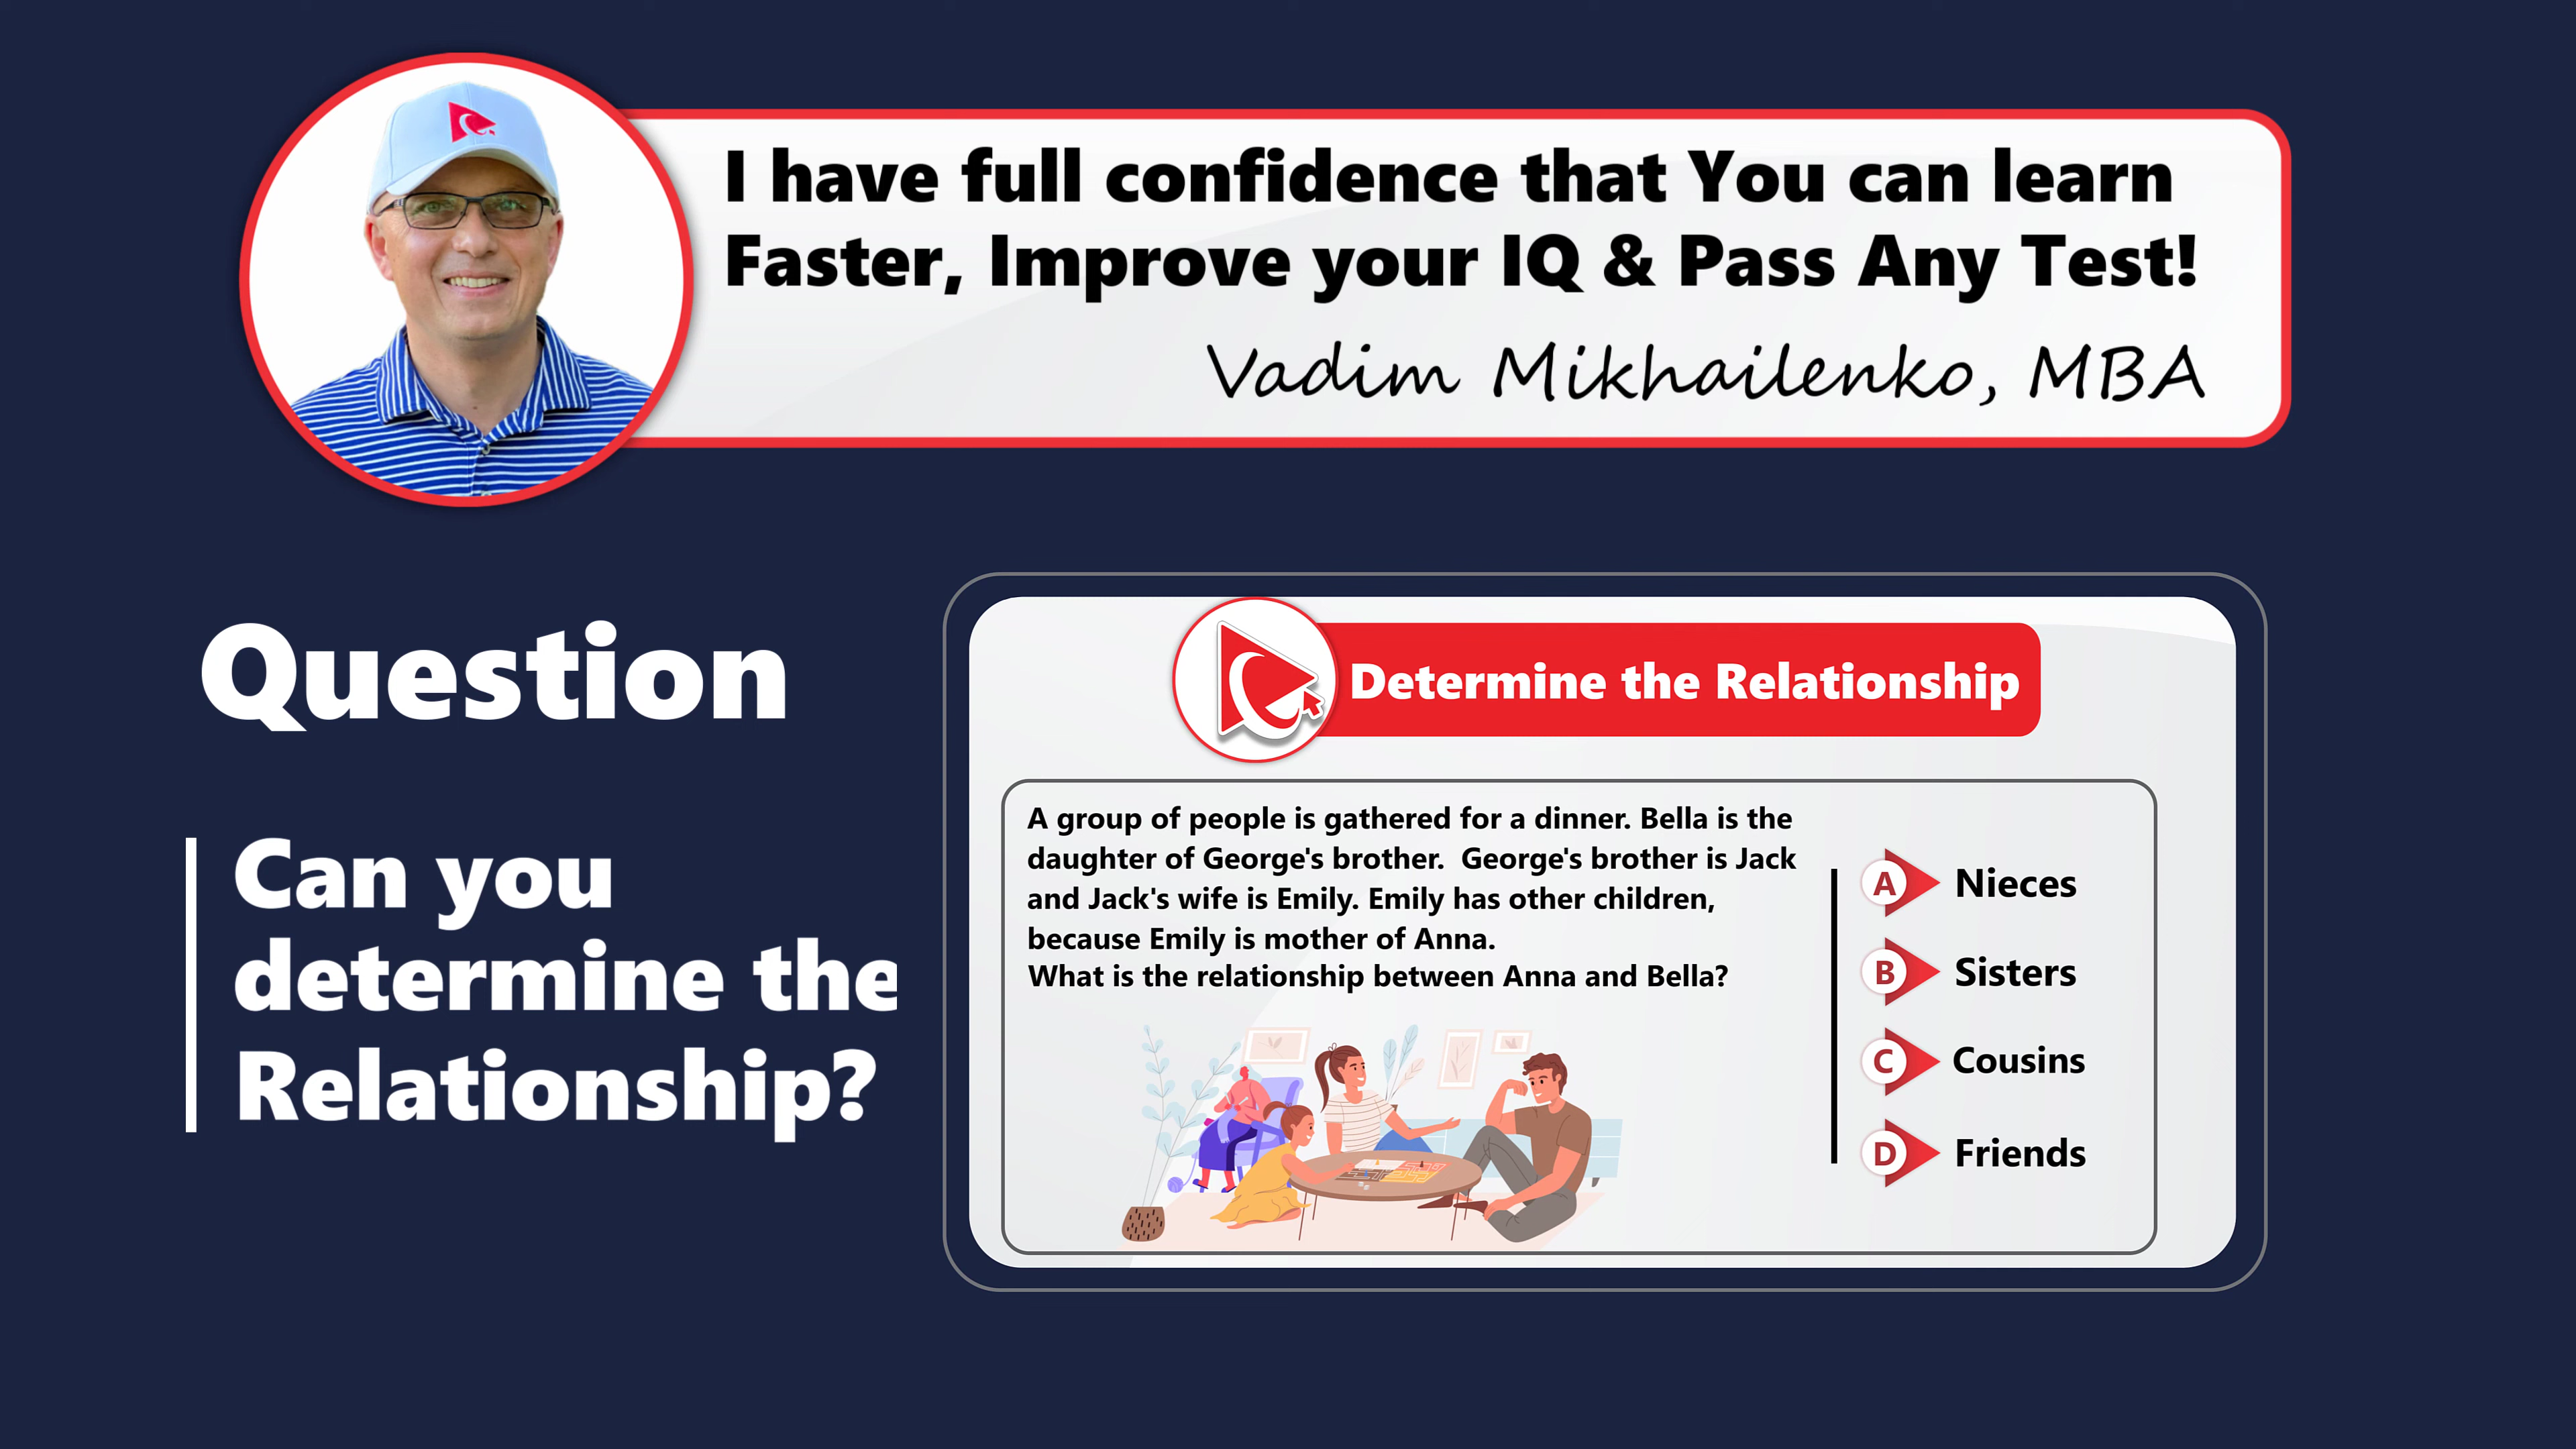 I have full confidence that You can learn
Faster, Improve your IQ & Pass Any Test!
Vadim Mikhailenko, MBA
Question
Can you
determine the
Relationship?
Determine the Relationship
A group of people is gathered for a dinner. Bella is the
daughter of George's brother.  George's brother is Jack
and Jack's wife is Emily. Emily has other children,
because Emily is mother of Anna.
What is the relationship between Anna and Bella?
A Nieces
B Sisters
C Cousins
D Friends